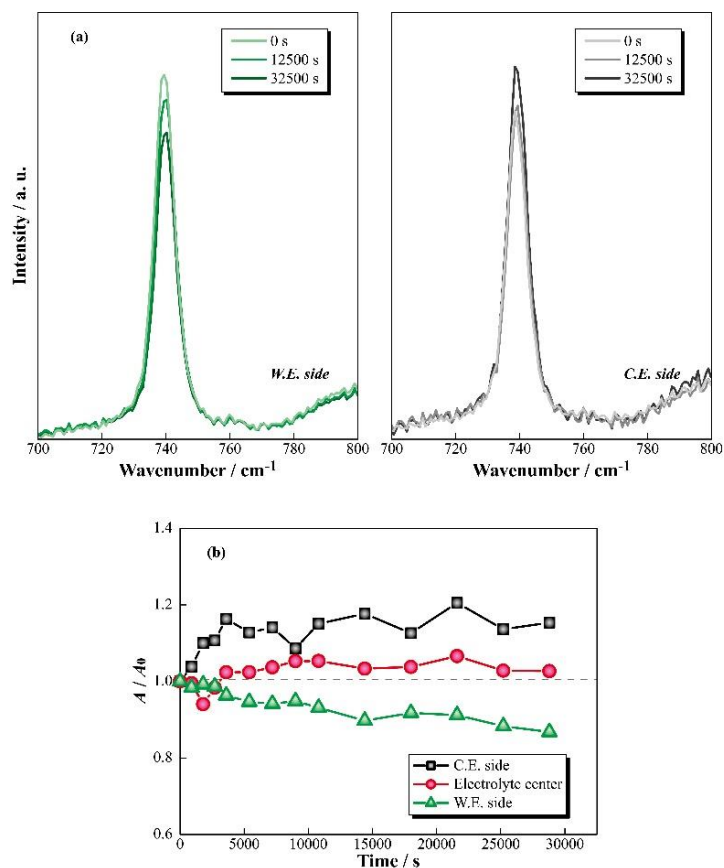 (a)
0 s
12500 s
32500 s
W.E. side
700
720
740
760
780
800
Wavenumber / cm-1
Intensity / a. u.
0 s
12500 s
32500 s
C.E. side
700
720
740
760
780
800
Wavenumber / cm-1
(b)
1.4
1.2
1.0
0.8
0.6
A / A0
C.E. side
Electrolyte center
W.E. side
0
5000
10000
15000
20000
25000
30000
Time / s